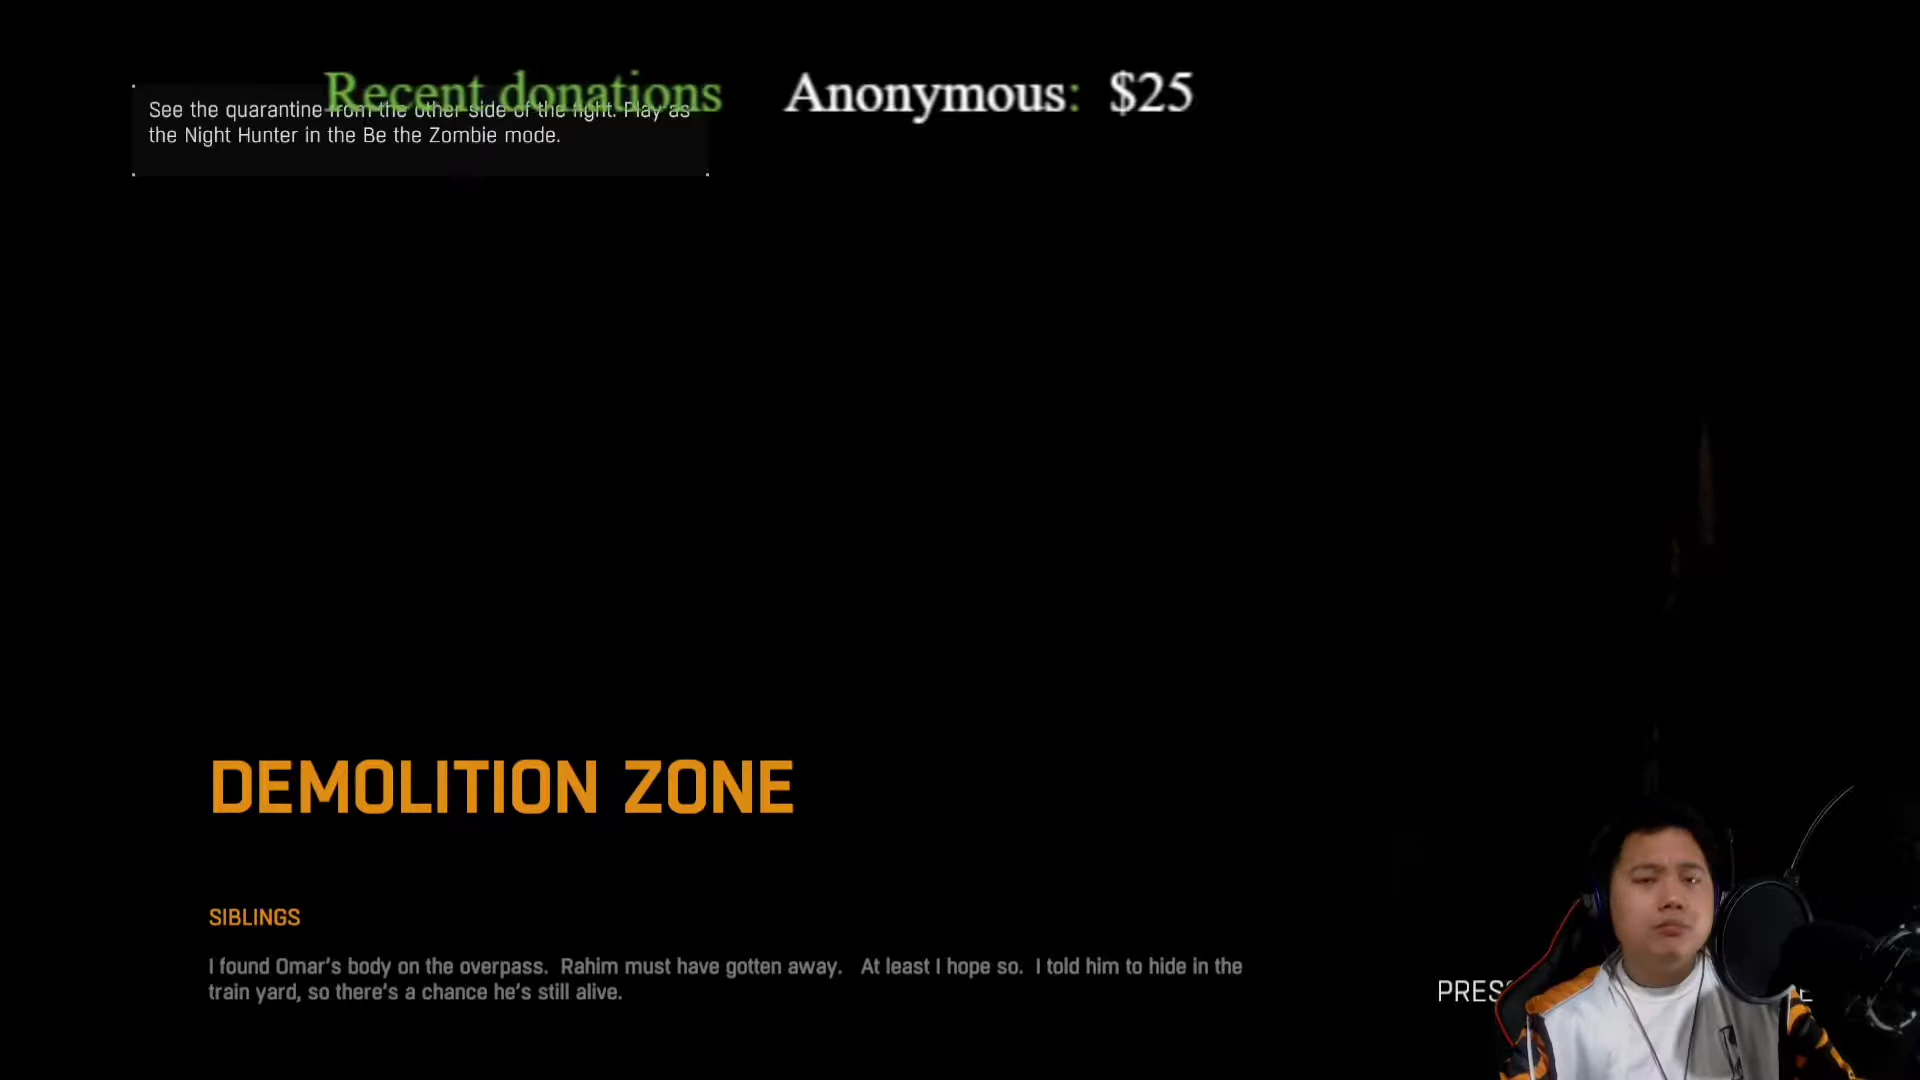 Recent donations Anonymous: $25
See the quarantine from the other side of the fight. Play as
the Night Hunter in the Be the Zombie mode.
DEMOLITION ZONE
SIBLINGS
I found Omar's body on the overpass. Rahim must have gotten away. At least I hope so. I told him to hide in the
train yard, so there's a chance he's still alive.